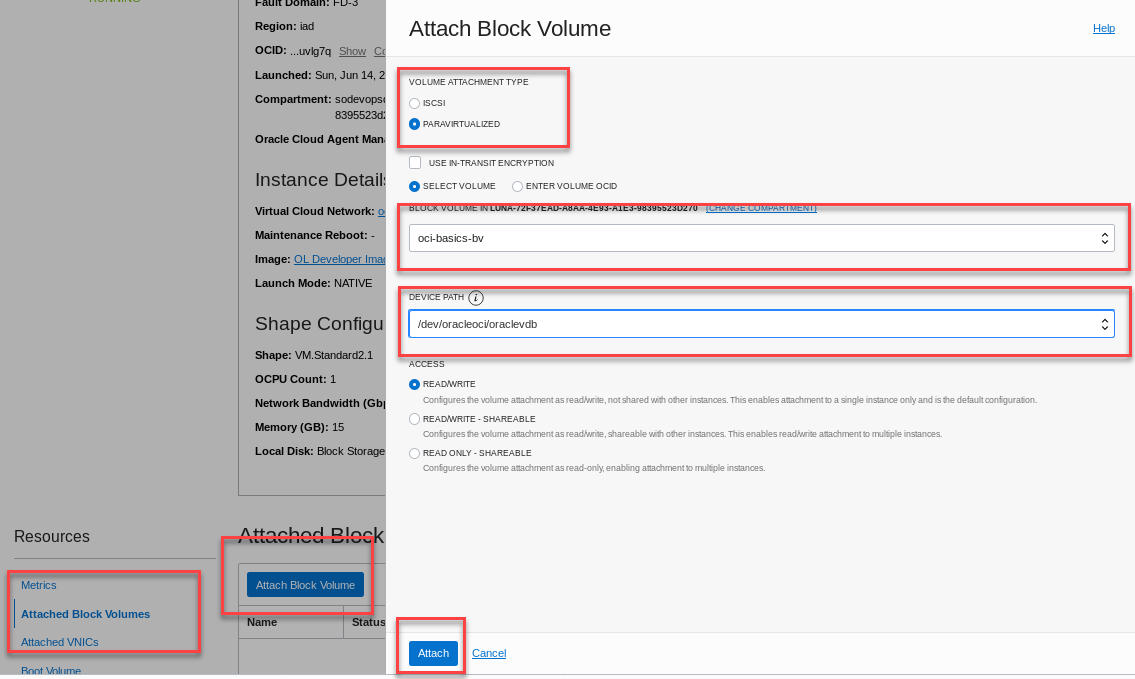 RUNNING
Fault Domain: FD-3
Region: iad
OCID: ...uvlg7q Show Co
Launched: Sun, Jun 14, 2
Compartment: sodevopsc
8395523d2
Oracle Cloud Agent Mana
Instance Details
Virtual Cloud Network: oc
Maintenance Reboot: -
Image: OL Developer Imag
Launch Mode: NATIVE
Shape Configu
Shape: VM.Standard2.1
OCPU Count: 1
Network Bandwidth (Gbp
Memory (GB): 15
Local Disk: Block Storage
Resources
Metrics
Attached Block Volumes
Attached VNICs
Boot Volume
Attached Block
Attach Block Volume
Name Status
Attach Block Volume
Help
VOLUME ATTACHMENT TYPE
ISCSI
PARAVIRTUALIZED
USE IN-TRANSIT ENCRYPTION
SELECT VOLUME ENTER VOLUME OCID
BLOCK VOLUME IN LUNA-72F37EAD-A8AA-4E93-A1E3-98395523D270 (CHANGE COMPARTMENT)
oci-basics-bv
DEVICE PATH i
/dev/oracleoci/oraclevdb
ACCESS
READ/WRITE
Configures the volume attachment as read/write, not shared with other instances. This enables attachment to a single instance only and is the default configuration.
READ/WRITE - SHAREABLE
Configures the volume attachment as read/write, shareable with other instances. This enables read/write attachment to multiple instances.
READ ONLY - SHAREABLE
Configures the volume attachment as read-only, enabling attachment to multiple instances.
Attach Cancel